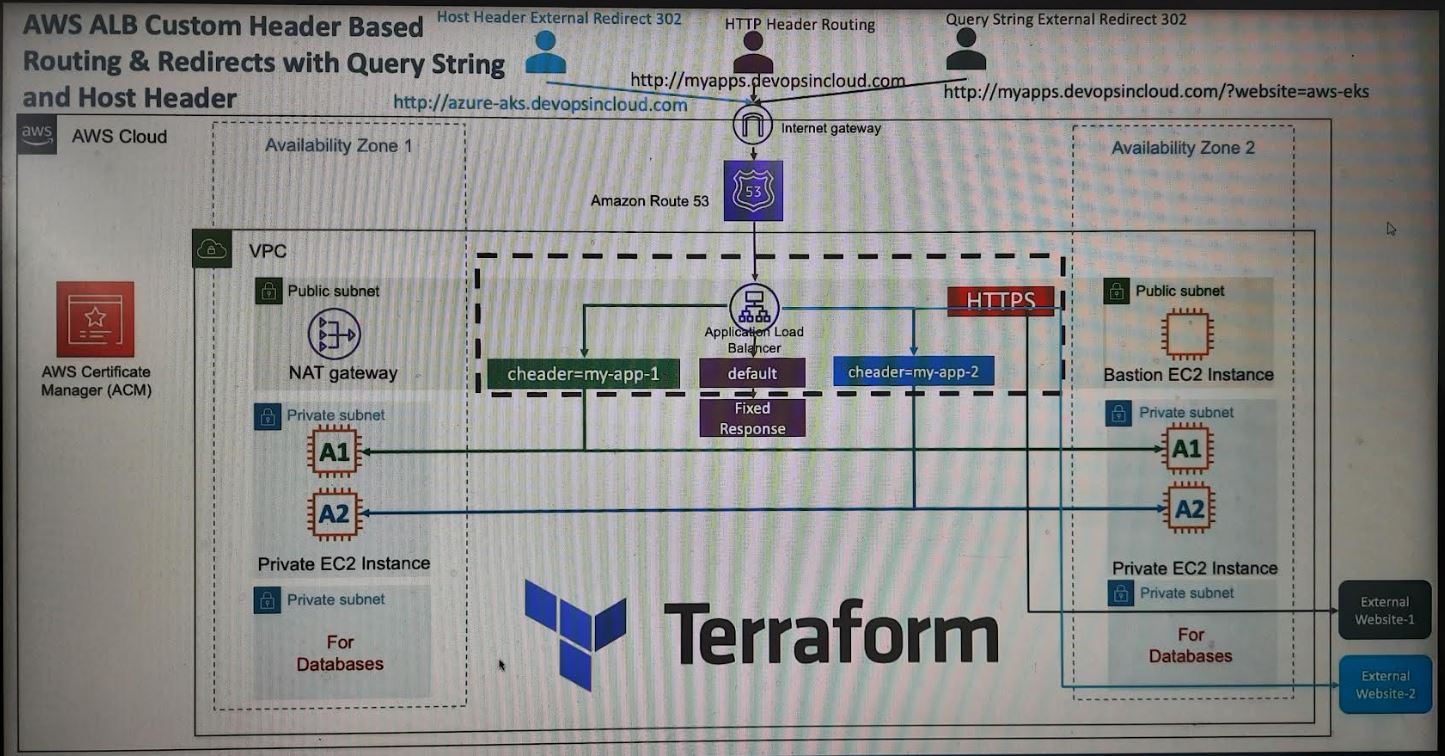 AWS ALB Custom Header Based
Routing & Redirects with Query String
and Host Header
Host Header External Redirect 302
HTTP Header Routing
Query String External Redirect 302
http://azure-aks.devopsincloud.com
http://myapps.devopsincloud.com
http://myapps.devopsincloud.com/?website=aws-eks
aws
AWS Cloud
Availability Zone 1
Internet gateway
Availability Zone 2
Amazon Route 53
53
VPC
Public subnet
NAT gateway
AWS Certificate
Manager (ACM)
Application Load
Balancer
HTTPS
cheader=my-app-1
default
cheader=my-app-2
Fixed
Response
Public subnet
Bastion EC2 Instance
Private subnet
A1
A2
Private EC2 Instance
Private subnet
A1
A2
Private EC2 Instance
Private subnet
For
Databases
Terraform
Private subnet
For
Databases
External
Website-1
External
Website-2